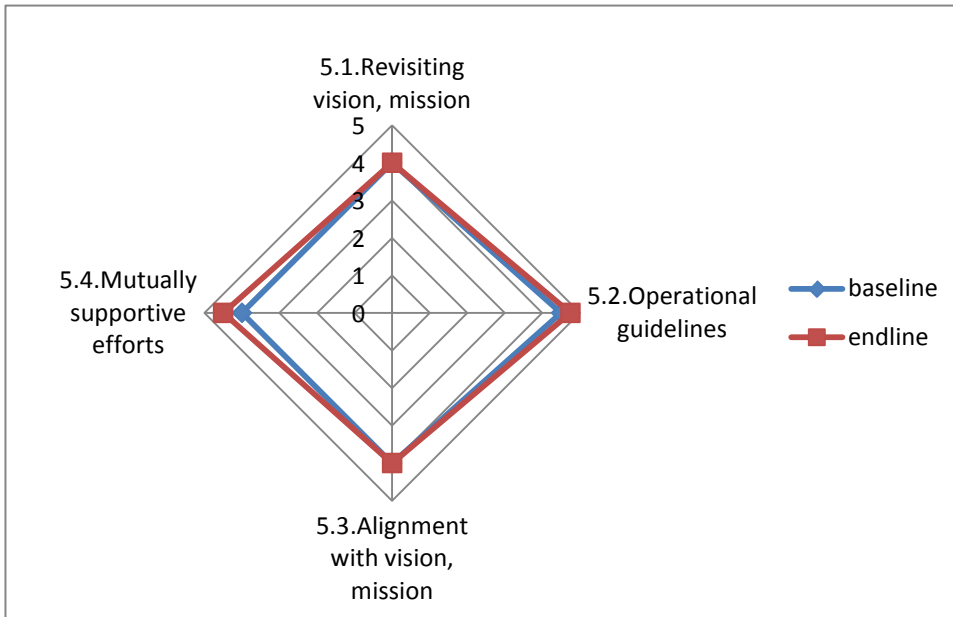 5.1.Revisiting
vision, mission
5
4
3
2
1
0
5.2.Operational
guidelines
5.3.Alignment
with vision,
mission
5.4.Mutually
supportive
efforts
baseline
endline